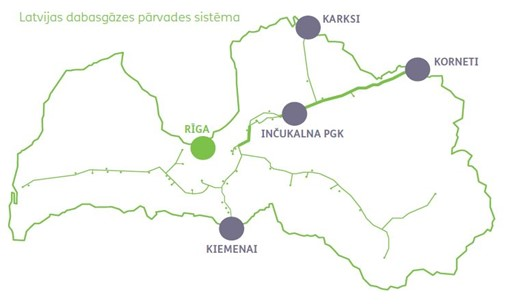 Latvijas dabasgāzes pārvades sistēma
KARKSI
KORNETI
RĪGA
INČUKALNA PGK
KIEMENAI